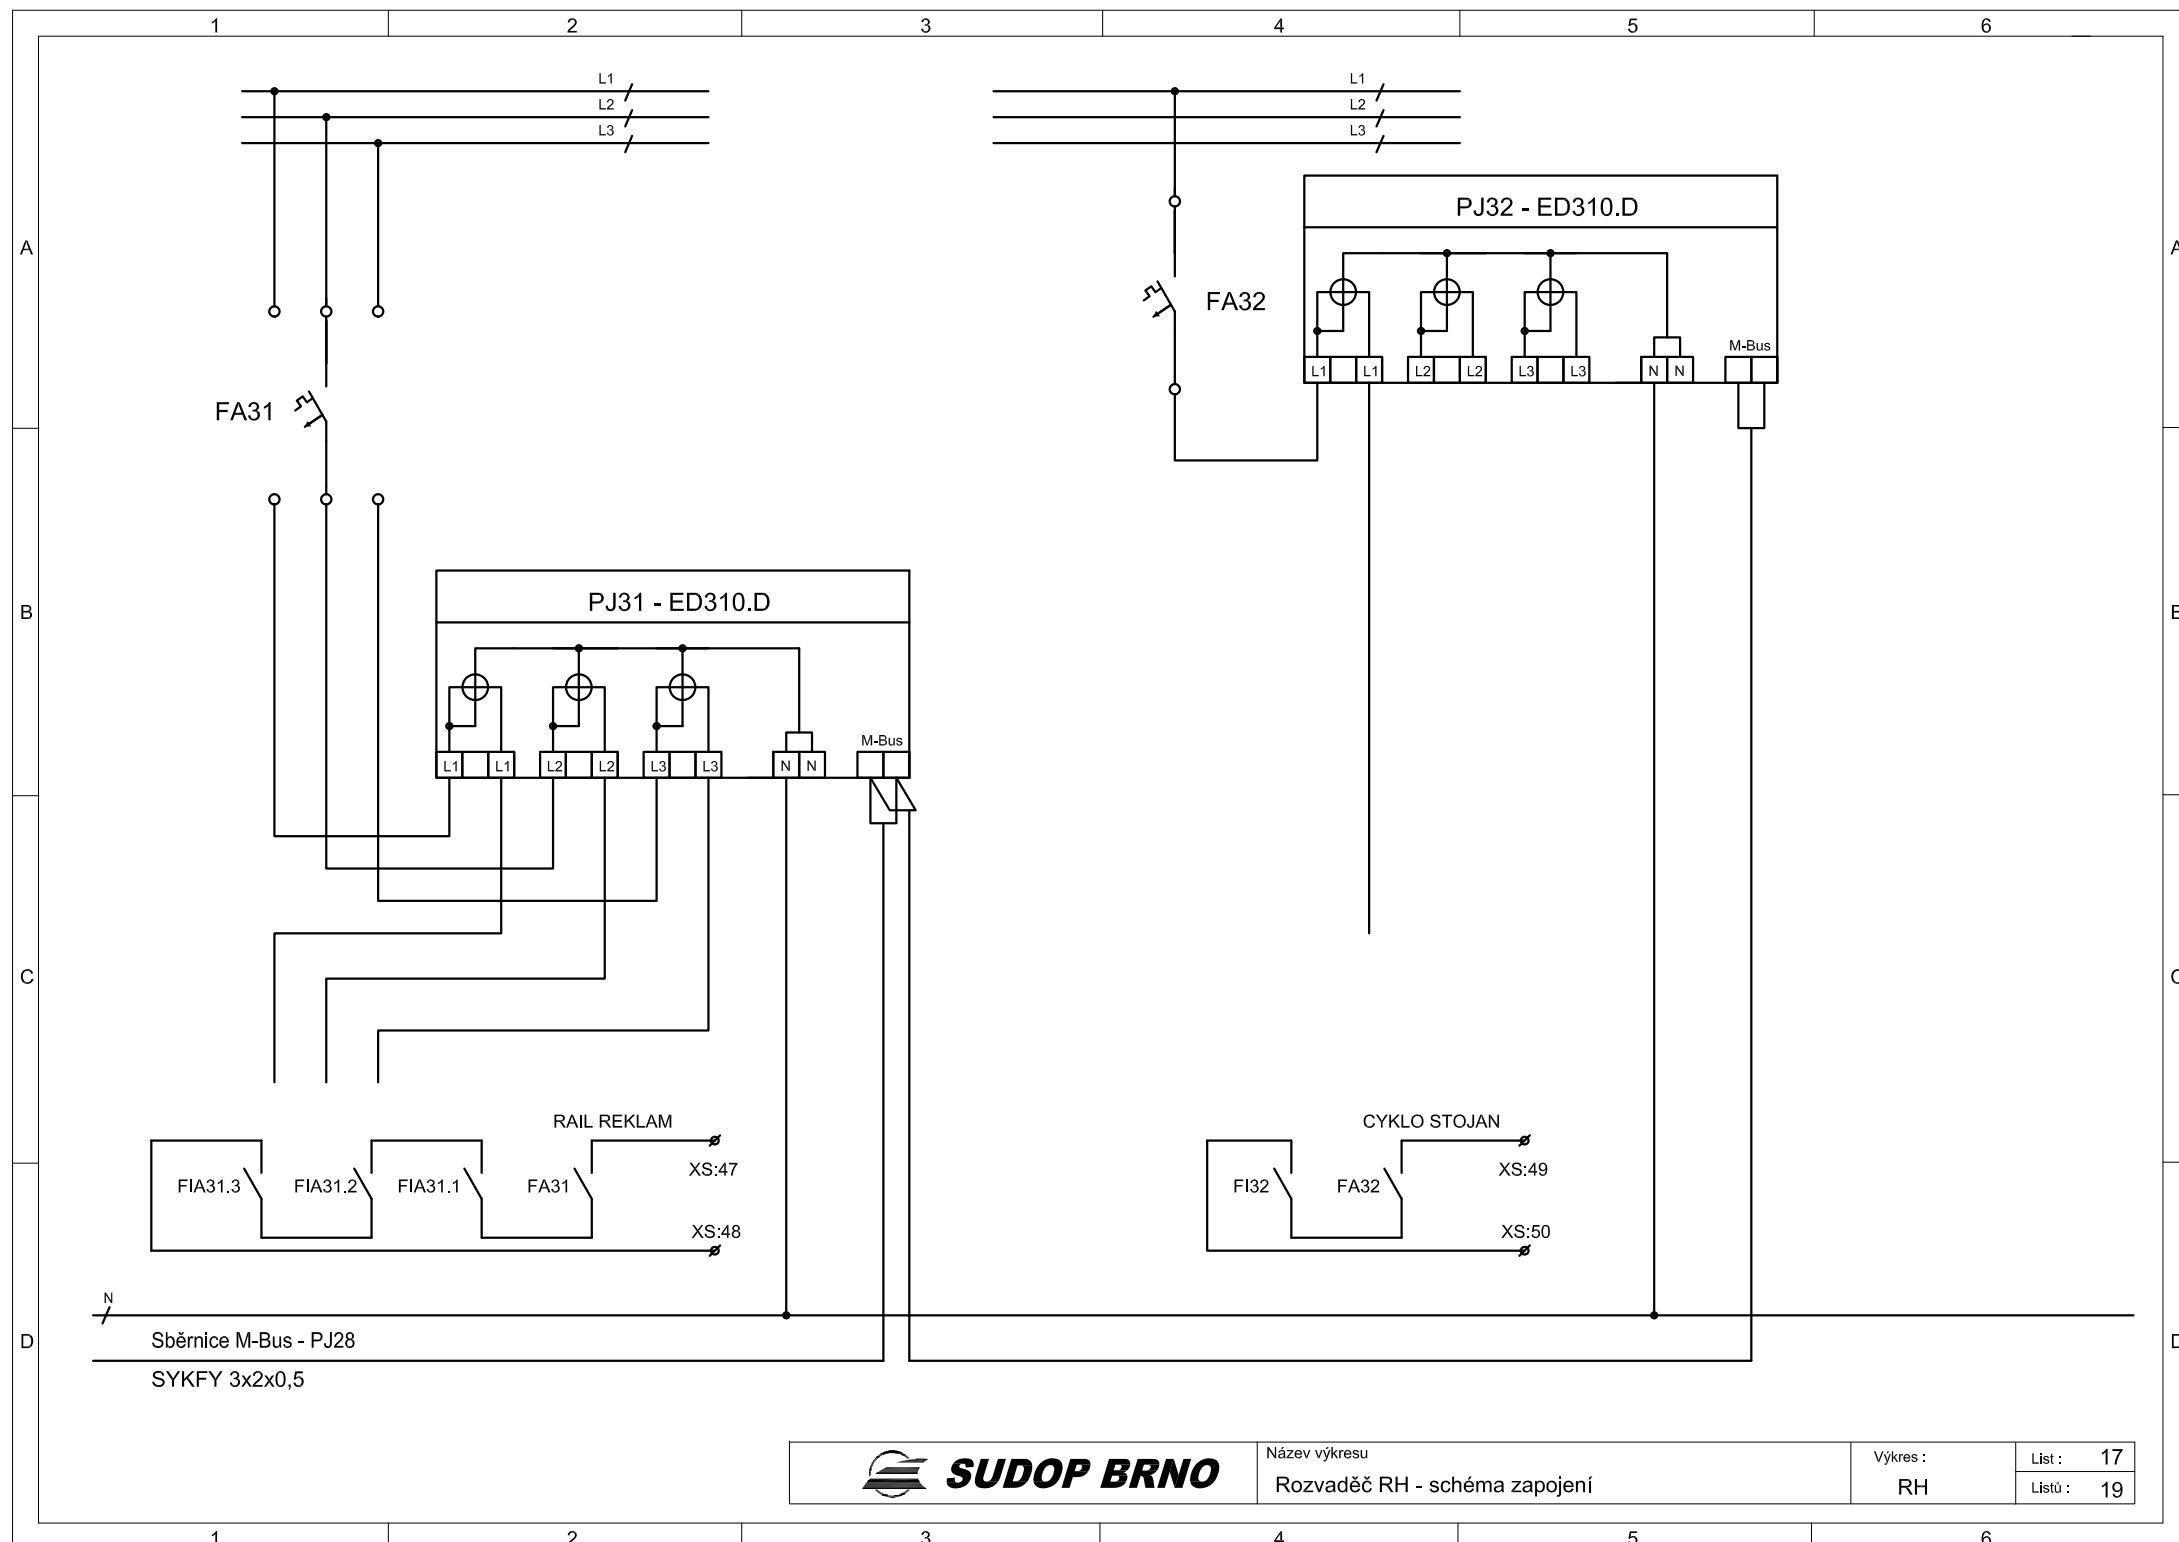 1 2 3 4 5 6
L1 L1
L2 L2
L3 L3
PJ32 - ED310.D
A A
FA32
M-Bus
L1 L1 L2 L2 L3 L3 N N
FA31
PJ31 - ED310.D
B B
M-Bus
L1 L1 L2 L2 L3 L3 N N
C C
RAIL REKLAM CYKLO STOJAN
XS:47 XS:49
FIA31.3 FIA31.2 FIA31.1 FA31 FI32 FA32
XS:48 XS:50
N
D Sběrnice M-Bus - PJ28 D
SYKFY 3x2x0,5
SUDOP BRNO
Název výkresu
Rozvaděč RH - schéma zapojení
Výkres :
RH
List : 17
Listů : 19
1 2 3 4 5 6